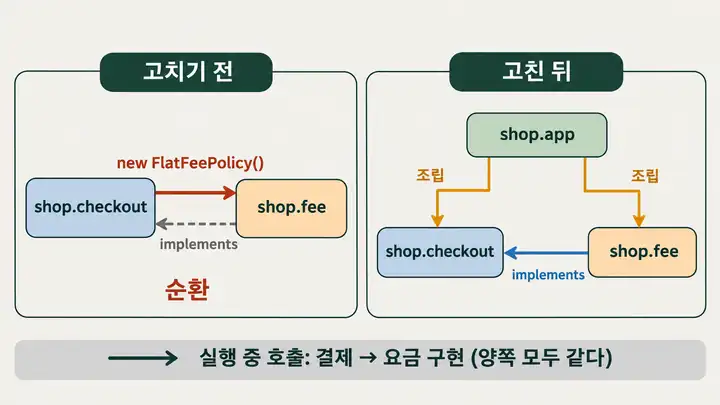 고치기 전
new FlatFeePolicy()
shop.checkout
shop.fee
implements
순환
고친 뒤
shop.app
조립
조립
shop.checkout
shop.fee
implements
실행 중 호출: 결제 → 요금 구현 (양쪽 모두 같다)